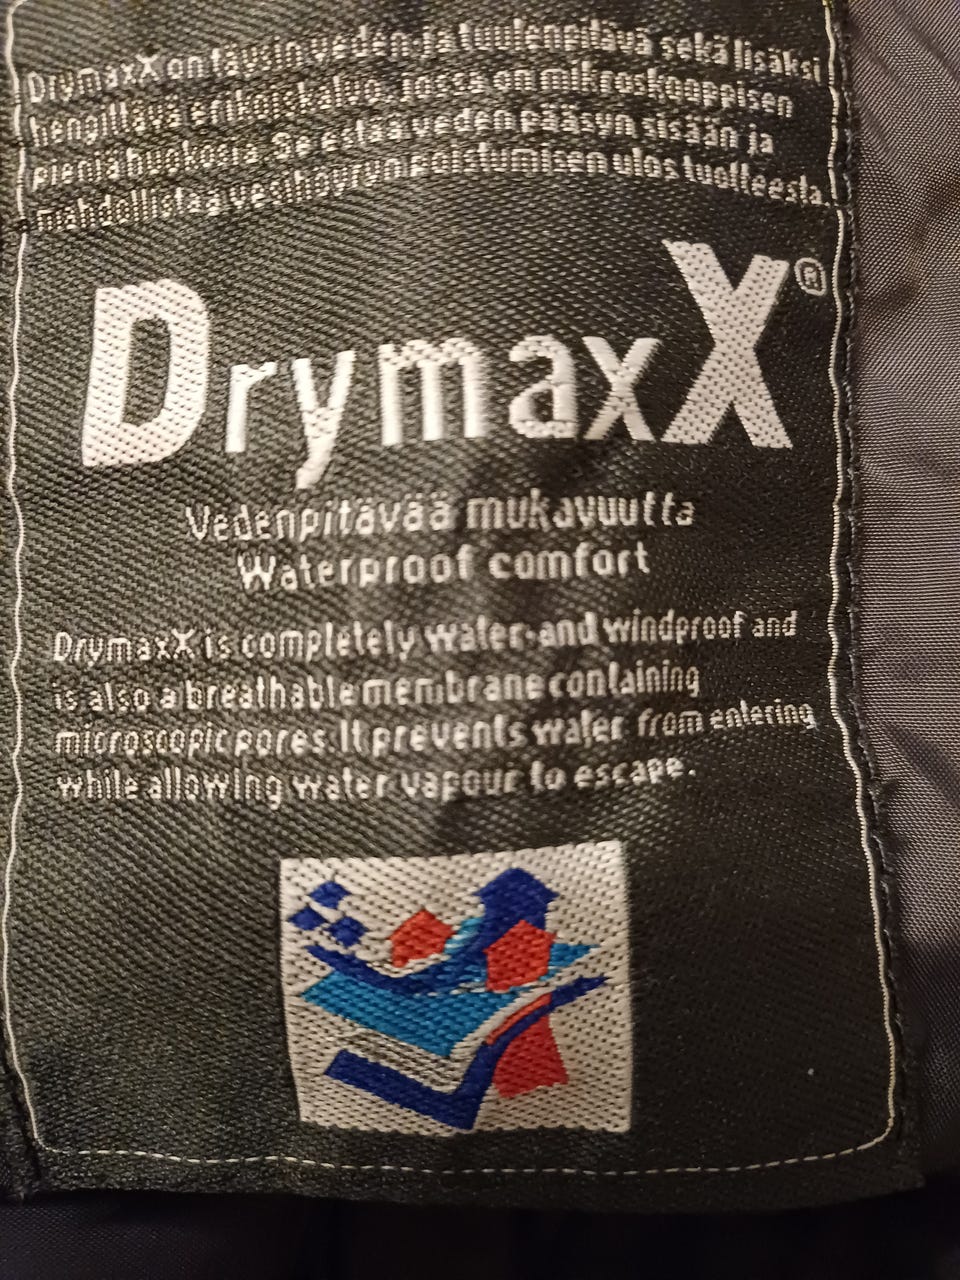 DrymaxX on täysin veden-ja tuulenpitävä sekä lisäksi
hengittävä erikoiskalvo, jossa on mikroskooppisen
pieniä huokosia. Se estää veden pääsyn sisään ja
mahdollistaa vesihöyryn poistumisen ulos tuotteesta.
DrymaxX®
Vedenpitävää mukavuutta
Waterproof comfort
DrymaxX is completely water-and windproof and
is also a breathable membrane containing
microscopic pores. It prevents water from entering
while allowing water vapour to escape.